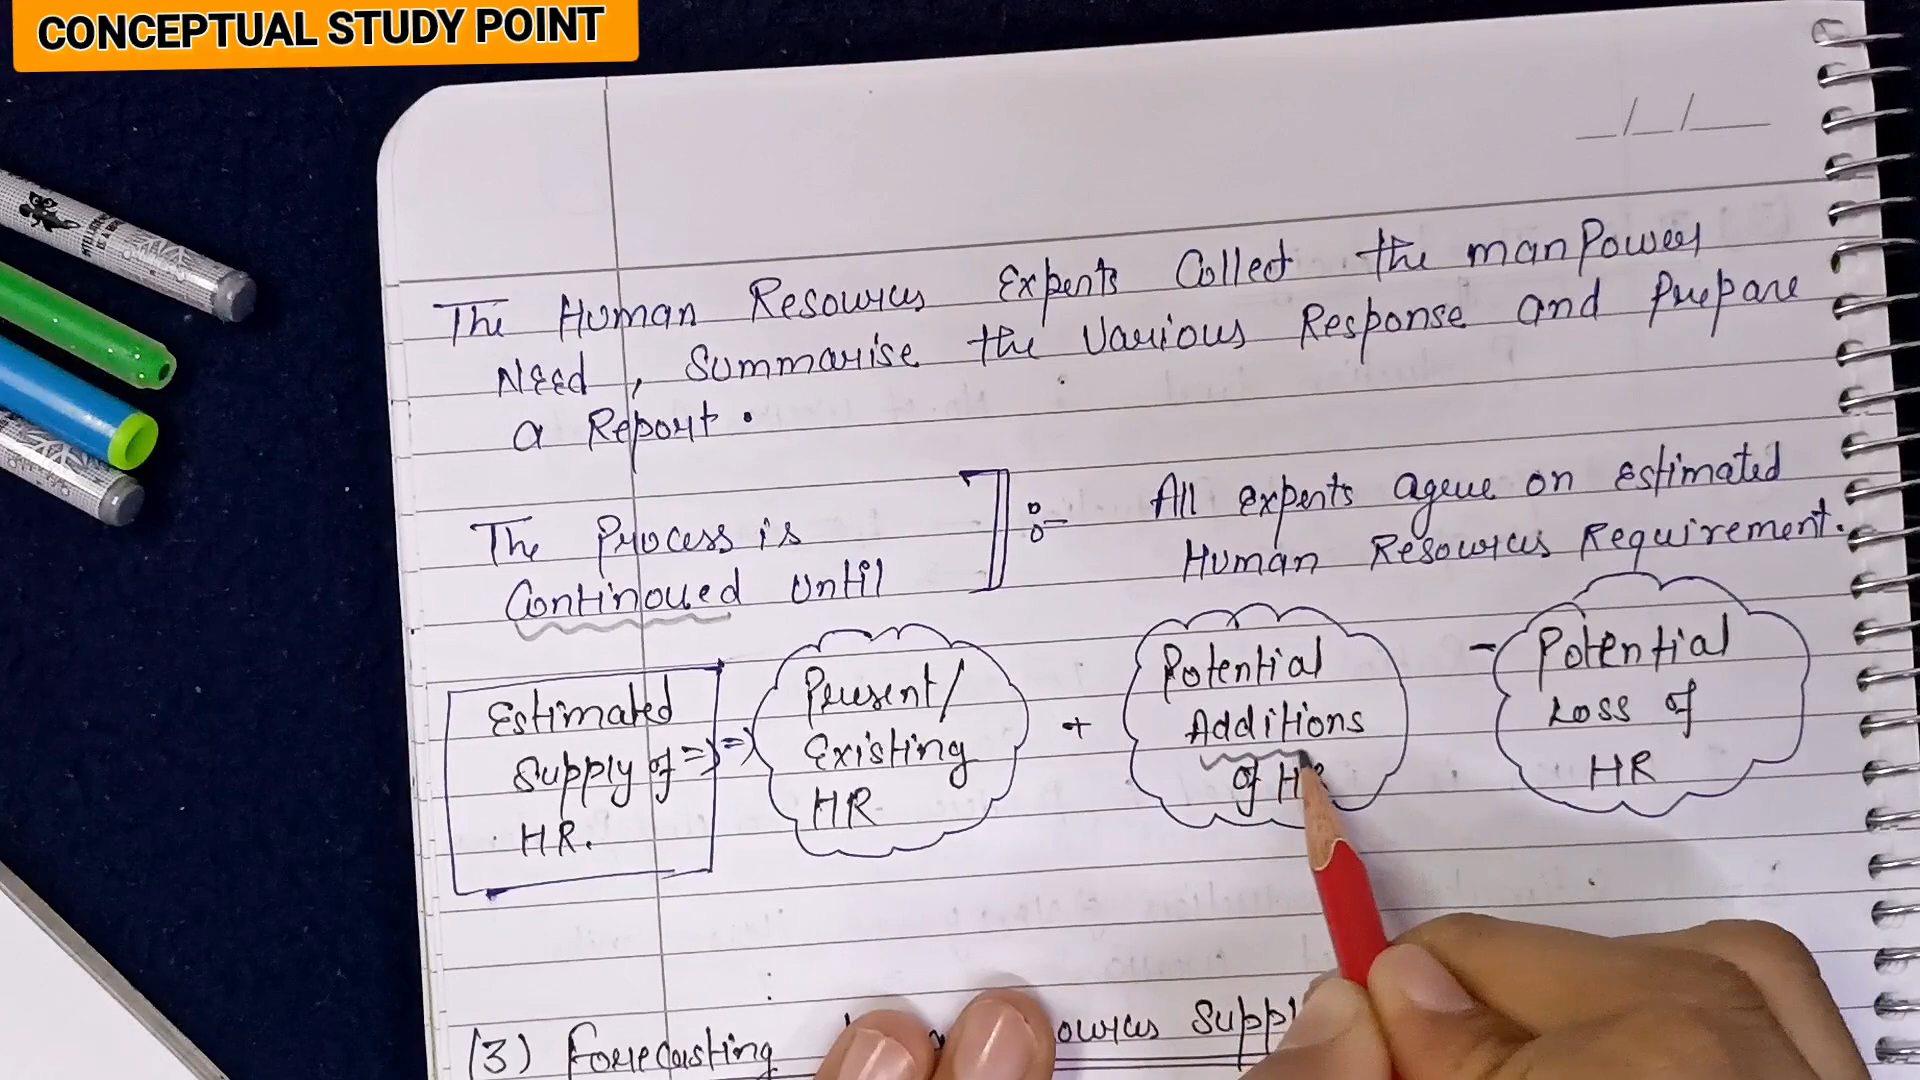 CONCEPTUAL STUDY POINT
_/_/__
The Human Resources Experts Collect the manPower
Need, Summarise the Various Response and Prepare
a Report.
The Process is
Continoued Until
:- All experts agree on Estimated
Human Resources Requirement.
Estimated
Supply of =>
HR.
=> Present/
Existing
HR
+
Potential
Additions
of HR
-
Potential
Loss of
HR
(3) Forecasting